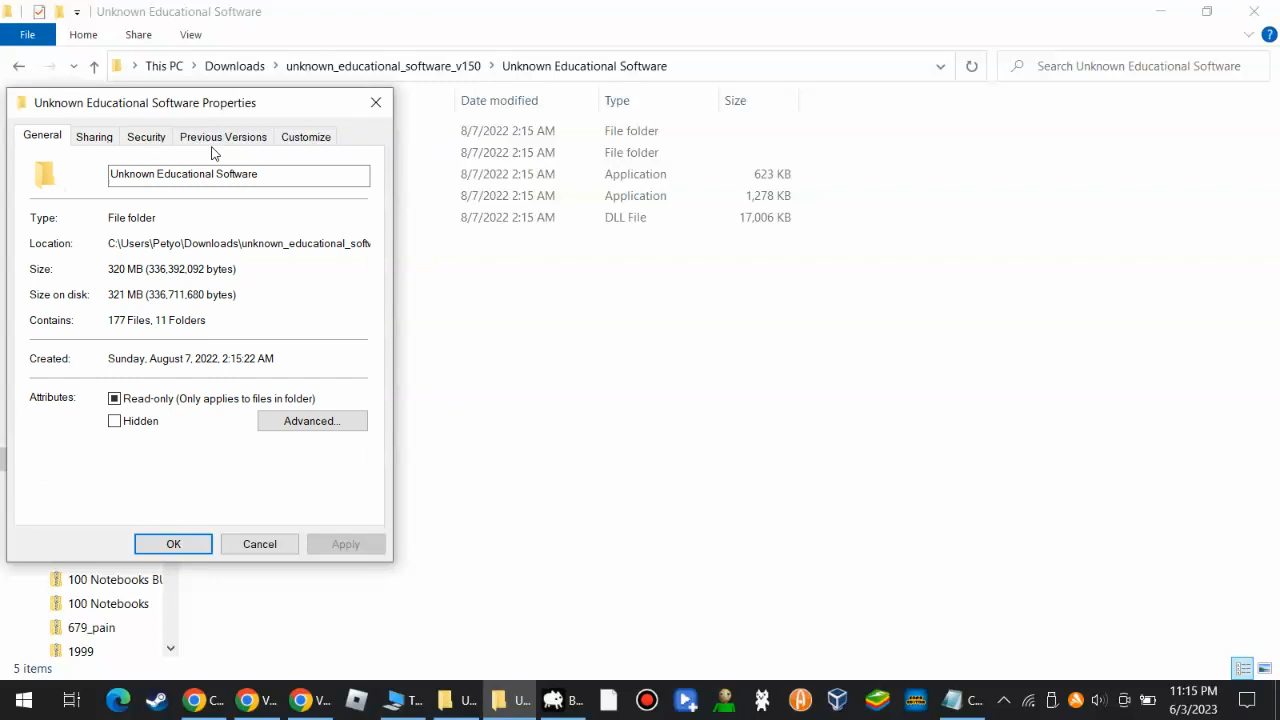 Unknown Educational Software
File
Home
Share
View
?
This PC
Downloads
unknown_educational_software_v150
Unknown Educational Software
Search Unknown Educational Software
Unknown Educational Software Properties
Date modified
Type
Size
General
Sharing
Security
Previous Versions
Customize
Unknown Educational Software
Type:
File folder
Location:
C:\Users\Petyo\Downloads\unknown_educational_softw
Size:
320 MB (336,392,092 bytes)
Size on disk:
321 MB (336,711,680 bytes)
Contains:
177 Files, 11 Folders
Created:
Sunday, August 7, 2022, 2:15:22 AM
Attributes:
Read-only (Only applies to files in folder)
Hidden
Advanced...
OK
Cancel
Apply
8/7/2022 2:15 AM File folder
8/7/2022 2:15 AM File folder
8/7/2022 2:15 AM Application 623 KB
8/7/2022 2:15 AM Application 1,278 KB
8/7/2022 2:15 AM DLL File 17,006 KB
100 Notebooks BU
100 Notebooks
679_pain
1999
5 items
C...
V...
V...
T...
U...
U...
B...
C...
11:15 PM
6/3/2023